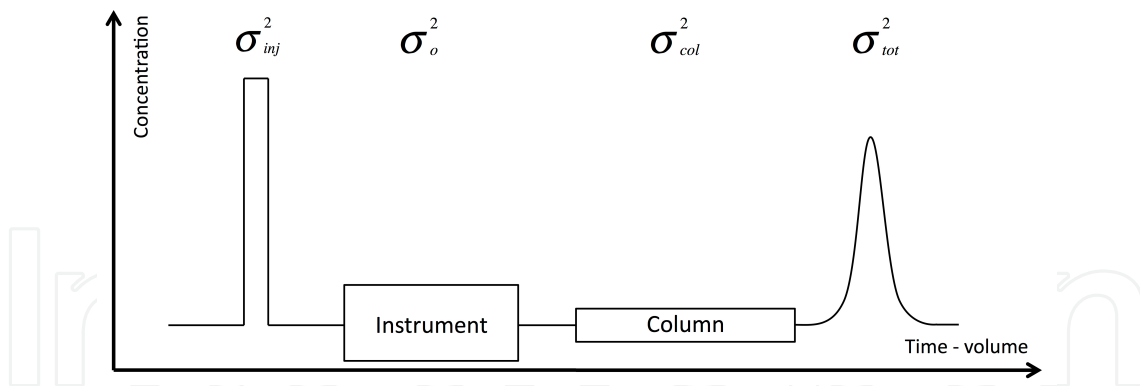 σ²inj
σ²o
σ²col
σ²tot
Concentration
Instrument
Column
Time - volume